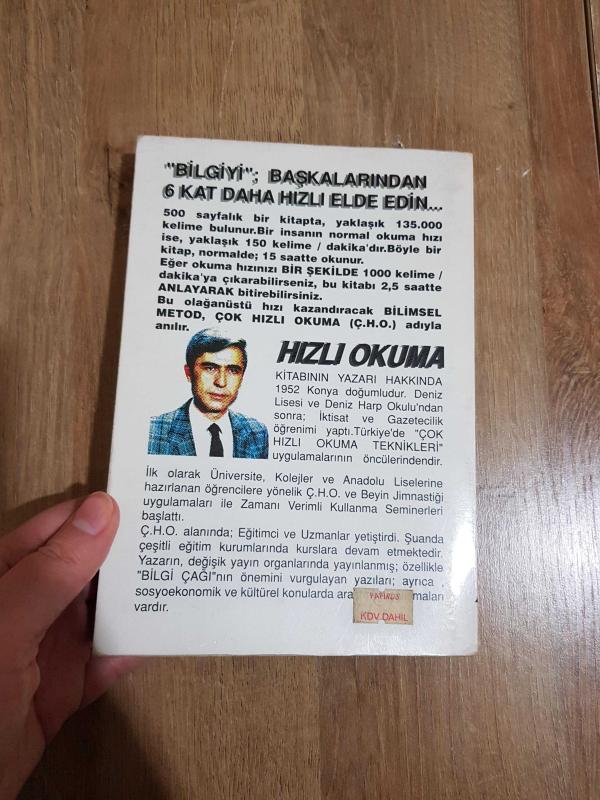 "BİLGİYİ"; BAŞKALARINDAN
6 KAT DAHA HIZLI ELDE EDİN...
500 sayfalık bir kitapta, yaklaşık 135.000
kelime bulunur.Bir insanın normal okuma hızı
ise, yaklaşık 150 kelime / dakika'dır.Böyle bir
kitap, normalde; 15 saatte okunur.
Eğer okuma hızınızı BİR ŞEKİLDE 1000 kelime /
dakika'ya çıkarabilirseniz, bu kitabı 2,5 saatte
ANLAYARAK bitirebilirsiniz.
Bu olağanüstü hızı kazandıracak BİLİMSEL
METOD, ÇOK HIZLI OKUMA (Ç.H.O.) adıyla
anılır.
HIZLI OKUMA
KİTABININ YAZARI HAKKINDA
1952 Konya doğumludur. Deniz
Lisesi ve Deniz Harp Okulu'ndan
sonra; İktisat ve Gazetecilik
öğrenimi yaptı.Türkiye'de "ÇOK
HIZLI OKUMA TEKNİKLERİ"
uygulamalarının öncülerindendir.
İlk olarak Üniversite, Kolejler ve Anadolu Liselerine
hazırlanan öğrencilere yönelik Ç.H.O. ve Beyin Jimnastiği
uygulamaları ile Zamanı Verimli Kullanma Seminerleri
başlattı.
Ç.H.O. alanında; Eğitimci ve Uzmanlar yetiştirdi. Şuanda
çeşitli eğitim kurumlarında kurslara devam etmektedir.
Yazarın, değişik yayın organlarında yayınlanmış; özellikle
"BİLGİ ÇAĞI"nın önemini vurgulayan yazıları; ayrıca ,
sosyoekonomik ve kültürel konularda
vardır.
KDV DAHİL